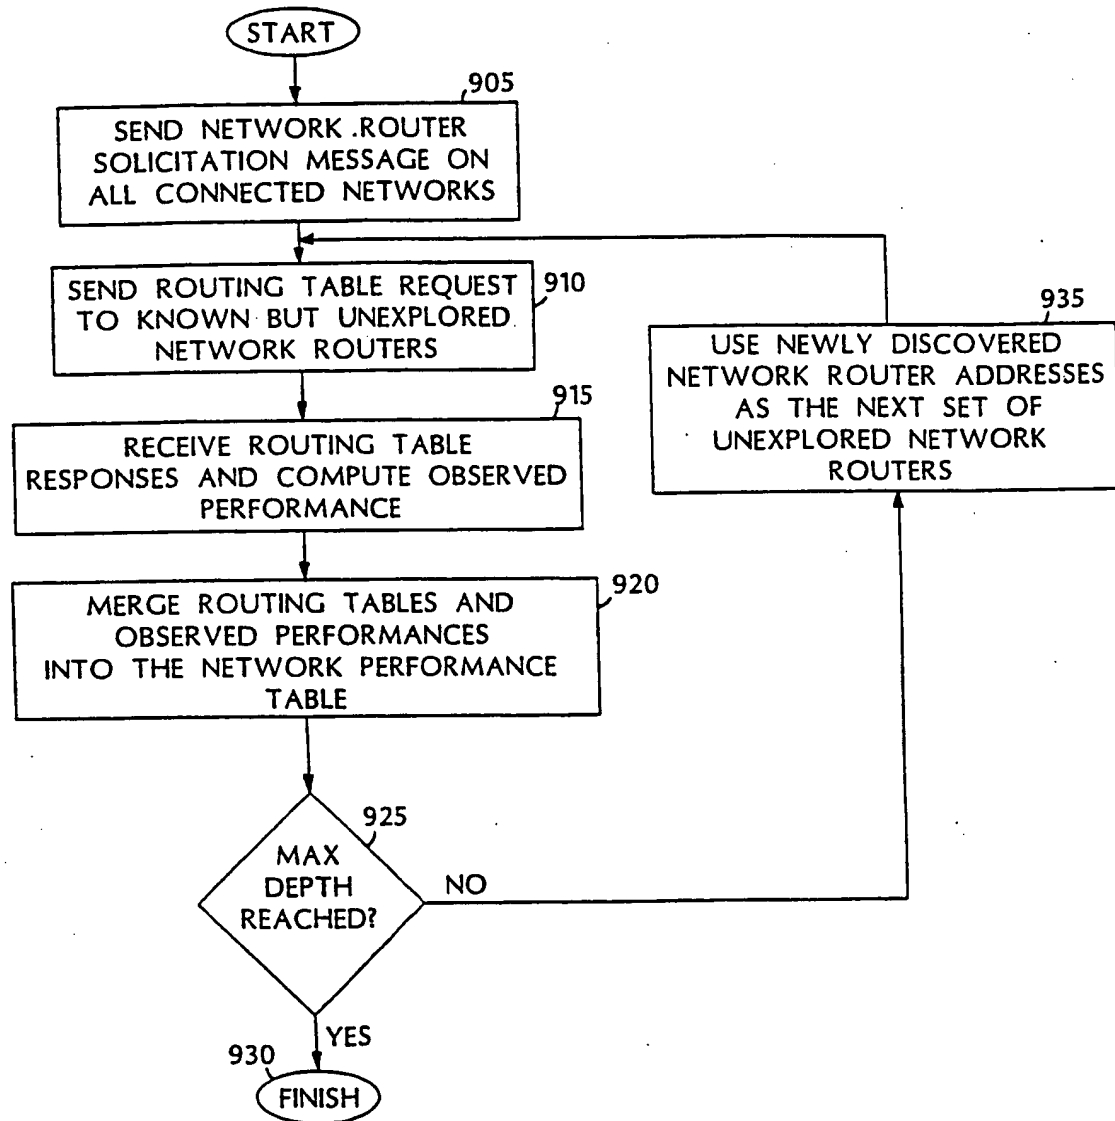 START
905
SEND NETWORK .ROUTER
SOLICITATION MESSAGE ON
ALL CONNECTED NETWORKS
910
SEND ROUTING TABLE REQUEST
TO KNOWN BUT UNEXPLORED
NETWORK ROUTERS
915
RECEIVE ROUTING TABLE
RESPONSES AND COMPUTE OBSERVED
PERFORMANCE
920
MERGE ROUTING TABLES AND
OBSERVED PERFORMANCES
INTO THE NETWORK PERFORMANCE
TABLE
925
MAX
DEPTH
REACHED?
NO
935
USE NEWLY DISCOVERED
NETWORK ROUTER ADDRESSES
AS THE NEXT SET OF
UNEXPLORED NETWORK
ROUTERS
YES
930
FINISH